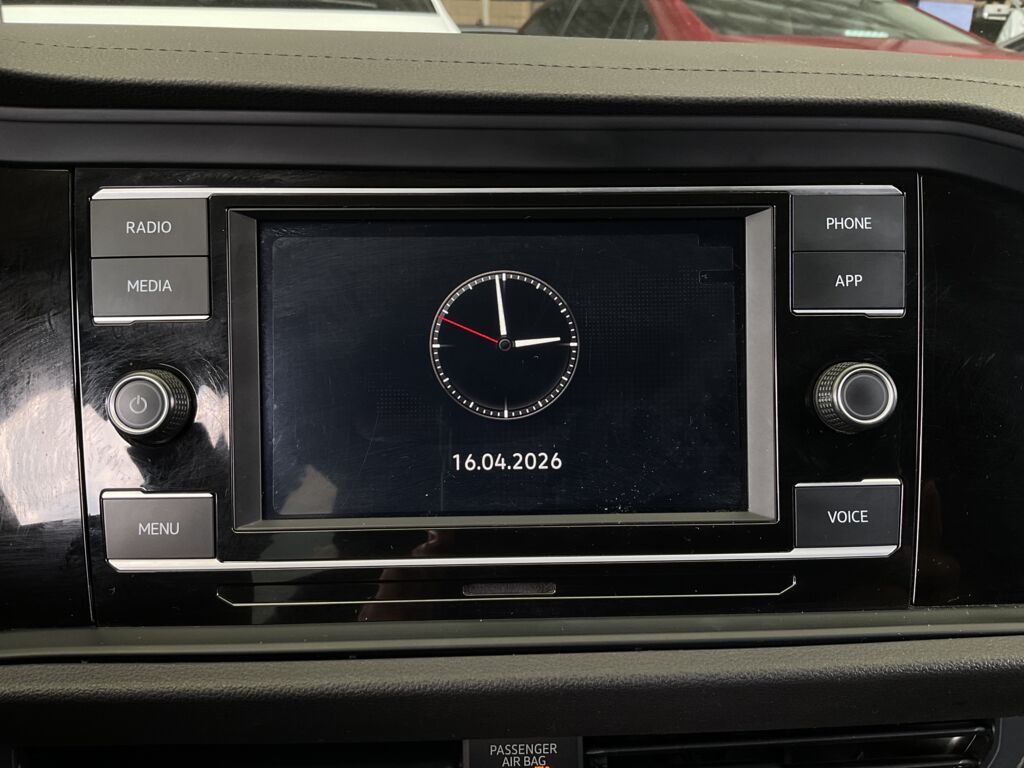 RADIO
PHONE
MEDIA
APP
16.04.2026
MENU
VOICE
PASSENGER
AIR BAG